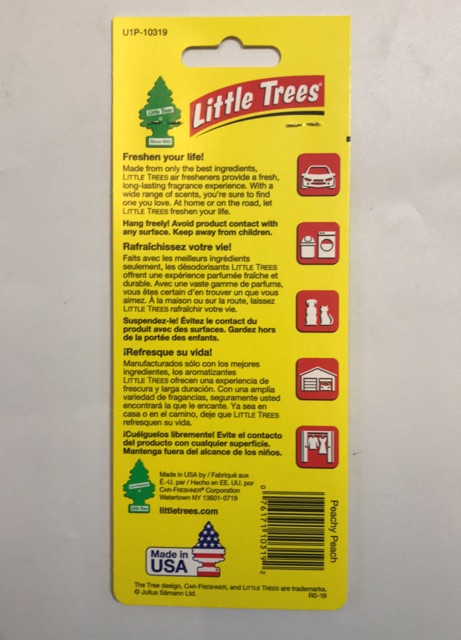 U1P-10319
Little Trees
Little Trees
Since 1952
Freshen your life!
Made from only the best ingredients,
LITTLE TREES air fresheners provide a fresh,
long-lasting fragrance experience. With a
wide range of scents, you're sure to find
one you love. At home or on the road, let
LITTLE TREES freshen your life.
Hang freely! Avoid product contact with
any surface. Keep away from children.
Rafraîchissez votre vie!
Faits avec les meilleurs ingrédients
seulement, les désodorisants LITTLE TREES
offrent une expérience parfumée fraîche et
durable. Avec une vaste gamme de parfums,
vous êtes certain d'en trouver un que vous
aimez. À la maison ou sur la route, laissez
LITTLE TREES rafraîchir votre vie.
Suspendez-le! Évitez le contact du
produit avec des surfaces. Gardez hors
de la portée des enfants.
¡Refresque su vida!
Manufacturados sólo con los mejores
ingredientes, los aromatizantes
LITTLE TREES ofrecen una experiencia de
frescura y larga duración. Con una amplia
variedad de fragancias, seguramente usted
encontrará la que le encante. Ya sea en
casa o en el camino, deje que LITTLE TREES
refresquen su vida.
¡Cuélguelos libremente! Evite el contacto
del producto con cualquier superficie.
Mantenga fuera del alcance de los niños.
Made in USA by / Fabriqué aux
É.-U. par / Hecho en EE. UU. por
CAR-FRESHNER® Corporation
Watertown NY 13601-0719
littletrees.com
Little Trees
Made in
USA
0 76171 10319 2
Peachy Peach
The Tree design, CAR-FRESHNER, and LITTLE TREES are trademarks.
© Julius Sämann Ltd.
R0-16